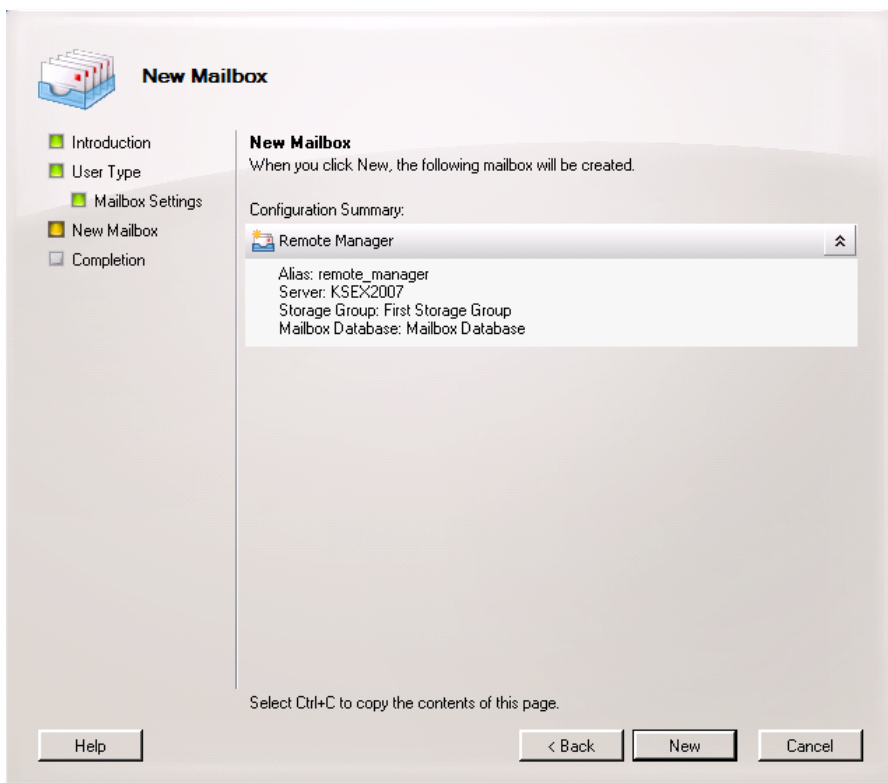 New Mailbox
Introduction
User Type
Mailbox Settings
New Mailbox
Completion
New Mailbox
When you click New, the following mailbox will be created.
Configuration Summary:
Remote Manager
Alias: remote_manager
Server: KSEX2007
Storage Group: First Storage Group
Mailbox Database: Mailbox Database
Select Ctrl+C to copy the contents of this page.
Help
< Back
New
Cancel